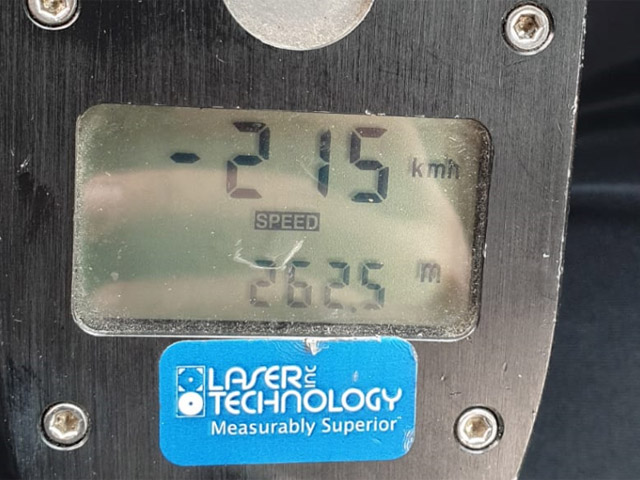 -215 kmh
SPEED
262.5 m
LASER INC
TECHNOLOGY
Measurably Superior